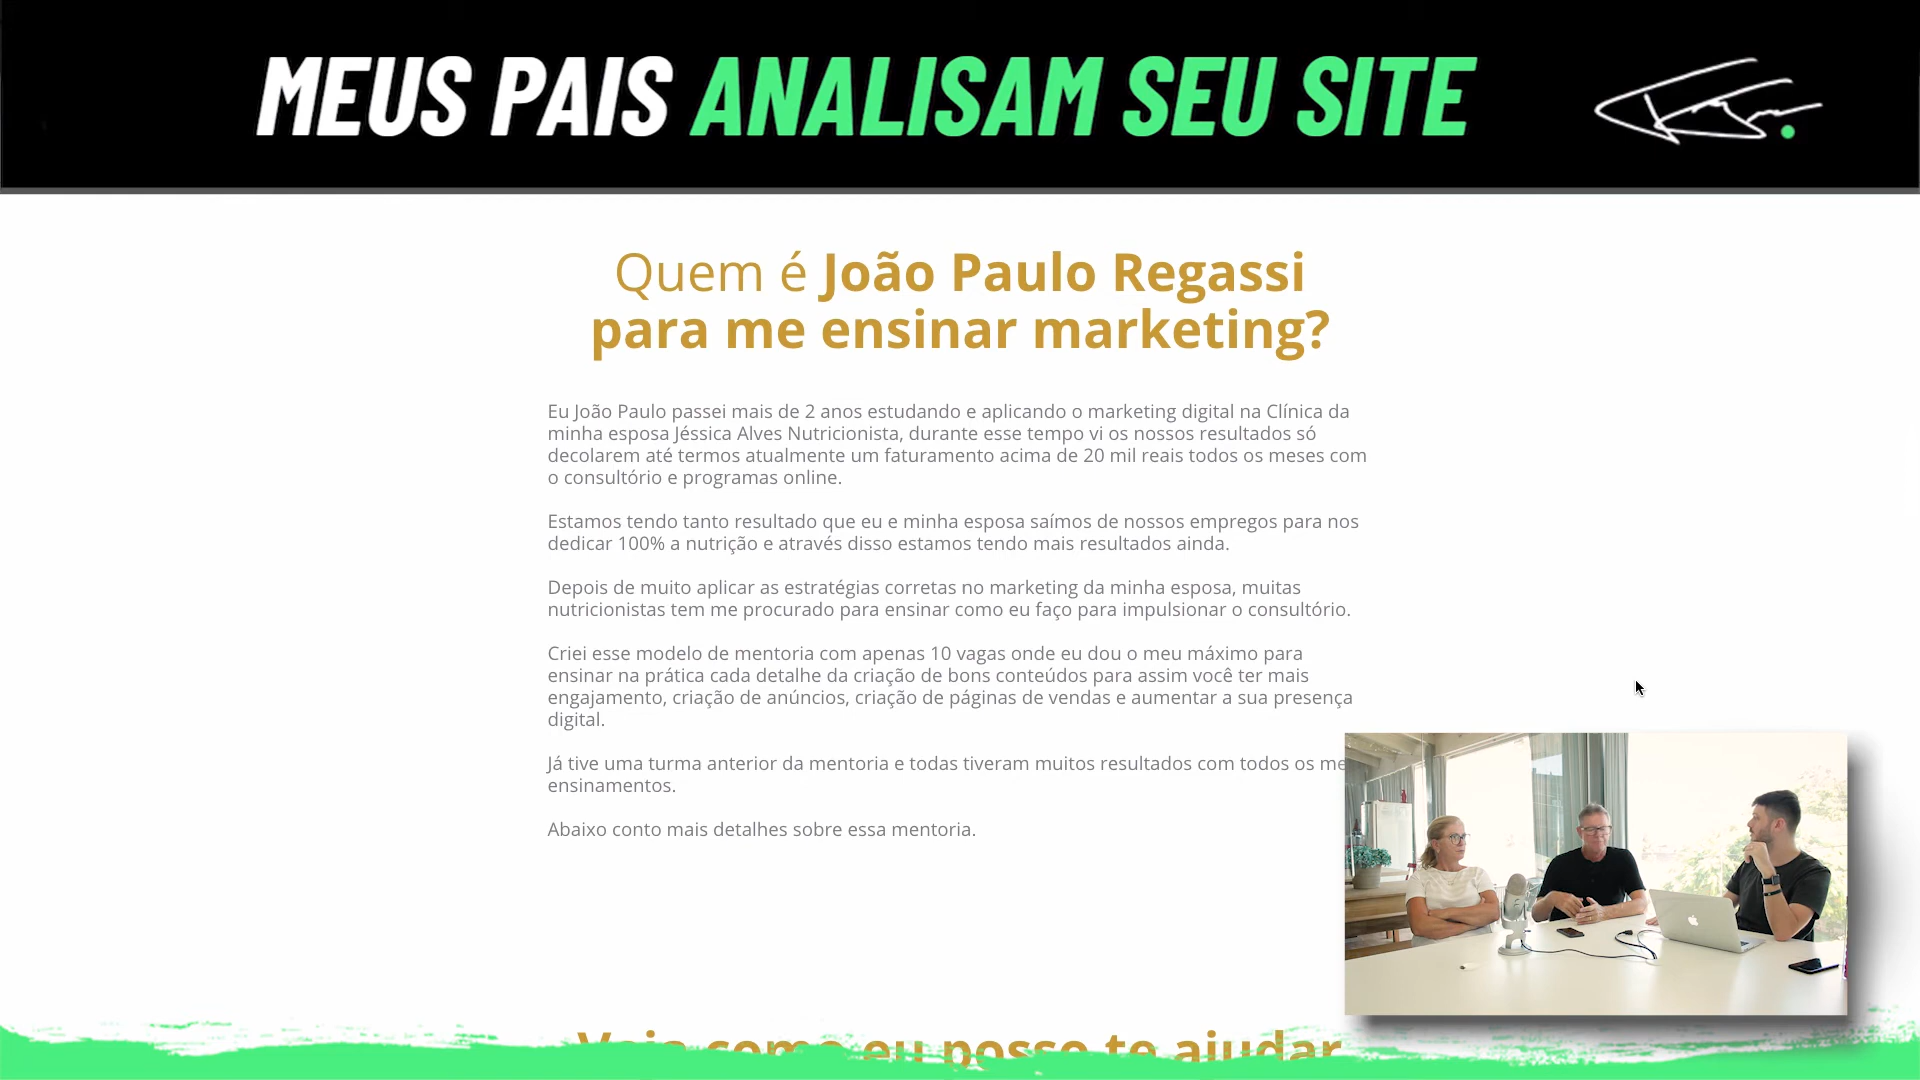 MEUS PAIS ANALISAM SEU SITE
Quem é João Paulo Regassi
para me ensinar marketing?
Eu João Paulo passei mais de 2 anos estudando e aplicando o marketing digital na Clínica da
minha esposa Jéssica Alves Nutricionista, durante esse tempo vi os nossos resultados só
decolarem até termos atualmente um faturamento acima de 20 mil reais todos os meses com
o consultório e programas online.
Estamos tendo tanto resultado que eu e minha esposa saímos de nossos empregos para nos
dedicar 100% a nutrição e através disso estamos tendo mais resultados ainda.
Depois de muito aplicar as estratégias corretas no marketing da minha esposa, muitas
nutricionistas tem me procurado para ensinar como eu faço para impulsionar o consultório.
Criei esse modelo de mentoria com apenas 10 vagas onde eu dou o meu máximo para
ensinar na prática cada detalhe da criação de bons conteúdos para assim você ter mais
engajamento, criação de anúncios, criação de páginas de vendas e aumentar a sua presença
digital.
Já tive uma turma anterior da mentoria e todas tiveram muitos resultados com todos os me
ensinamentos.
Abaixo conto mais detalhes sobre essa mentoria.
Veja como eu posso te ajudar